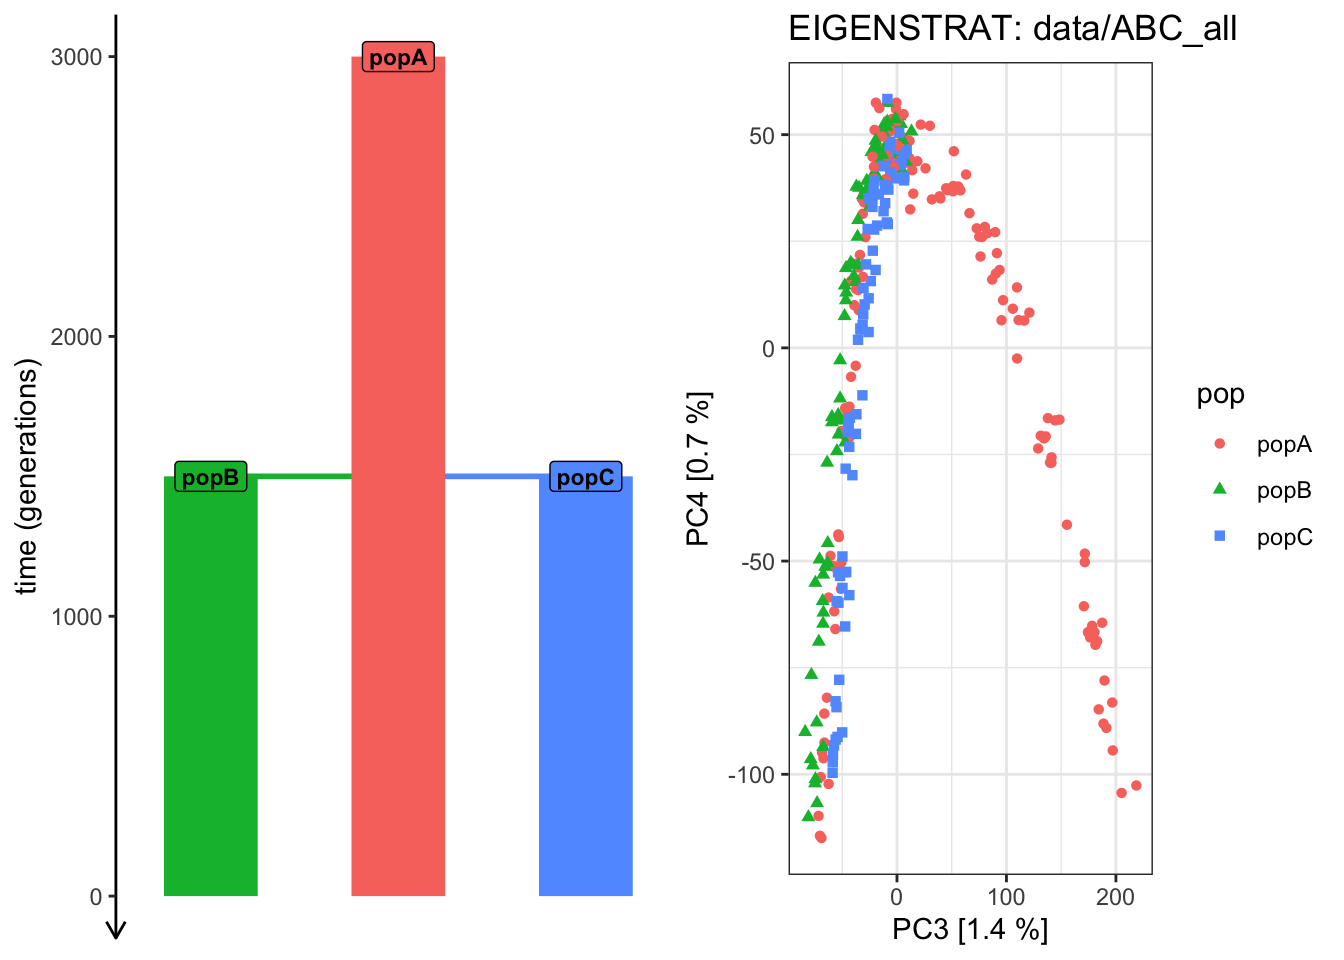 time (generations)
3000
2000
1000
0
popA
popB
popC
EIGENSTRAT: data/ABC_all
PC4 [0.7 %]
50
0
-50
-100
0
100
200
PC3 [1.4 %]
pop
popA
popB
popC